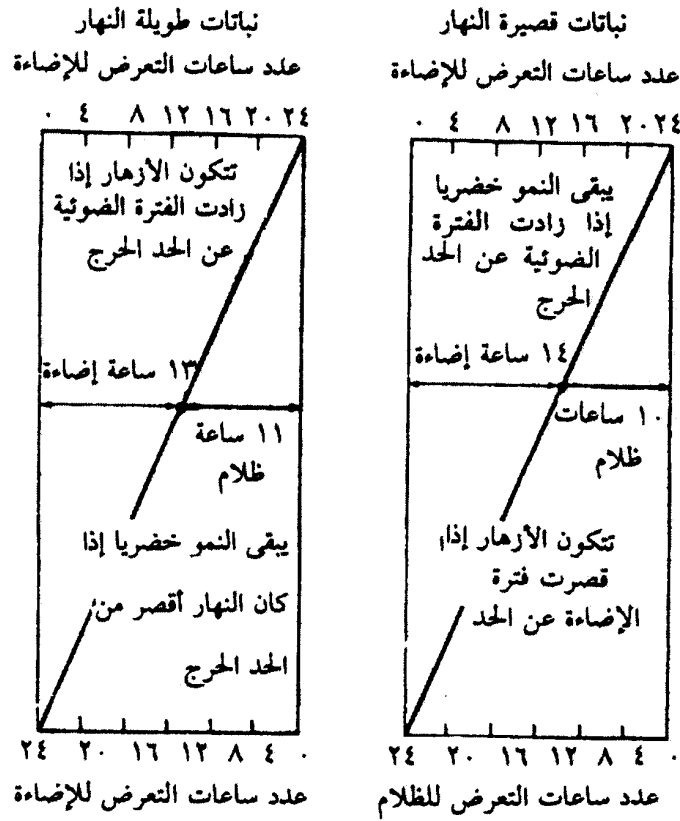 نباتات قصيرة النهار
عدد ساعات التعرض للإضاءة
٠ ٤ ٨ ١٢ ١٦ ٢٠ ٢٤
يبقى النمو خضريا
إذا زادت الفترة
الضوئية عن الحد
الحرج
١٤ ساعة إضاءة
١٠ ساعات
ظلام
تتكون الأزهار إذا
قصرت فترة
الإضاءة عن الحد
٢٤ ٢٠ ١٦ ١٢ ٨ ٤ ٠
عدد ساعات التعرض للظلام
نباتات طويلة النهار
عدد ساعات التعرض للإضاءة
٠ ٤ ٨ ١٢ ١٦ ٢٠ ٢٤
تتكون الأزهار إذا
زادت الفترة الضوئية
عن الحد الحرج
١٣ ساعة إضاءة
١١ ساعة
ظلام
يبقى النمو خضريا إذا
كان النهار أقصر من
الحد الحرج
٢٤ ٢٠ ١٦ ١٢ ٨ ٤ ٠
عدد ساعات التعرض للإضاءة